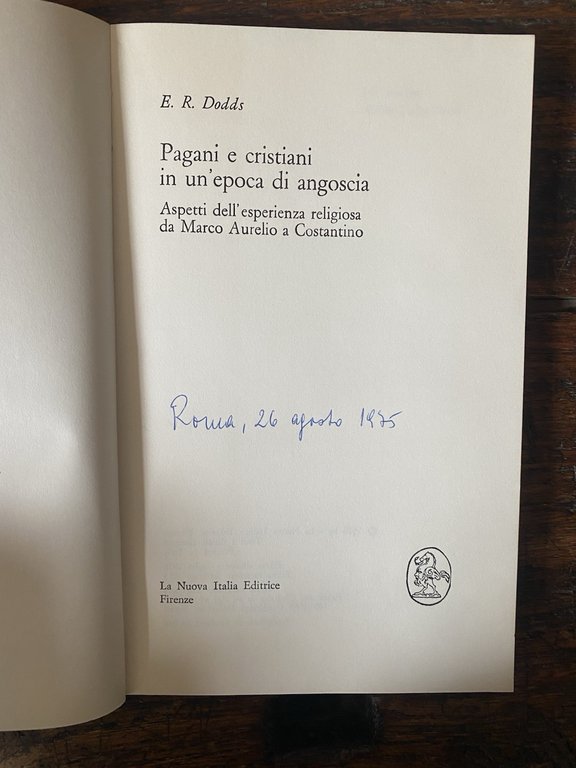 E. R. Dodds
Pagani e cristiani
in un'epoca di angoscia
Aspetti dell'esperienza religiosa
da Marco Aurelio a Costantino
Roma, 26 agosto 1975
La Nuova Italia Editrice
Firenze